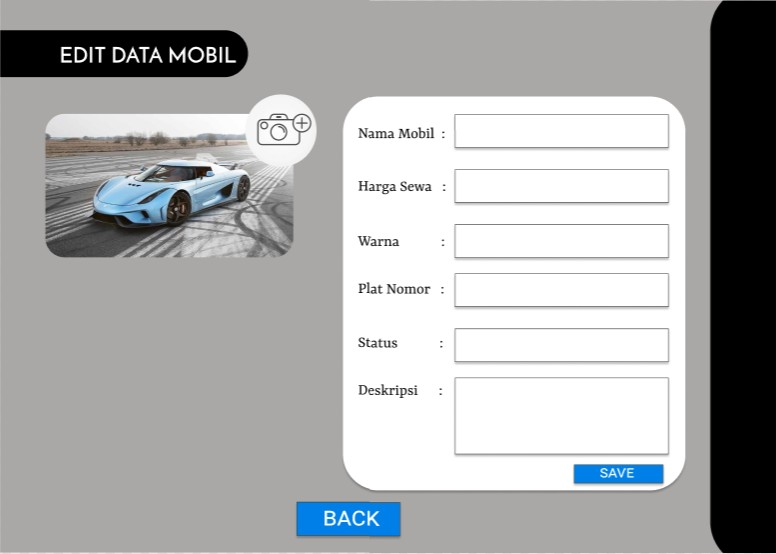 EDIT DATA MOBIL
Nama Mobil :
Harga Sewa :
Warna :
Plat Nomor :
Status :
Deskripsi :
SAVE
BACK